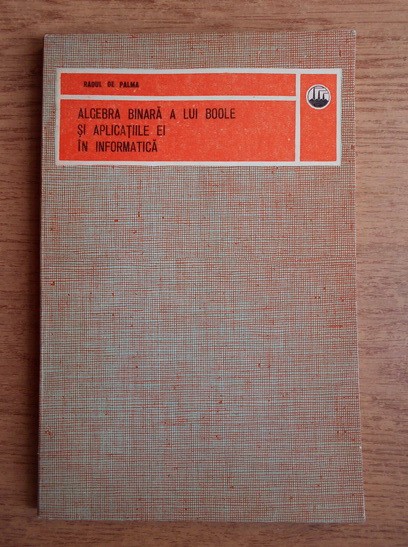 RAOUL DE PALMA
ALGEBRA BINARĂ A LUI BOOLE
ȘI APLICAȚIILE EI
ÎN INFORMATICĂ